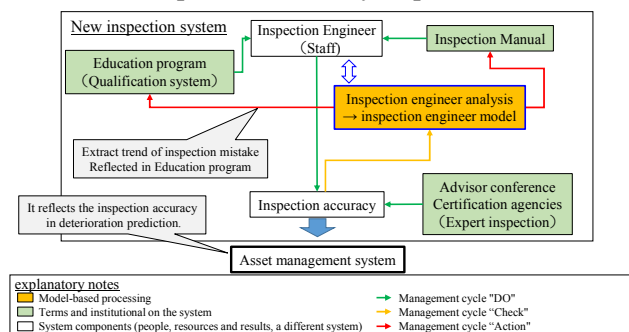 New inspection system
Inspection Engineer
(Staff)
Inspection Manual
Education program
(Qualification system)
Inspection engineer analysis
→ inspection engineer model
Extract trend of inspection mistake
Reflected in Education program
It reflects the inspection accuracy
in deterioration prediction.
Inspection accuracy
Advisor conference
Certification agencies
(Expert inspection)
Asset management system
explanatory notes
Model-based processing
Terms and institutional on the system
System components (people, resources and results, a different system)
Management cycle "DO"
Management cycle “Check”
Management cycle “Action”